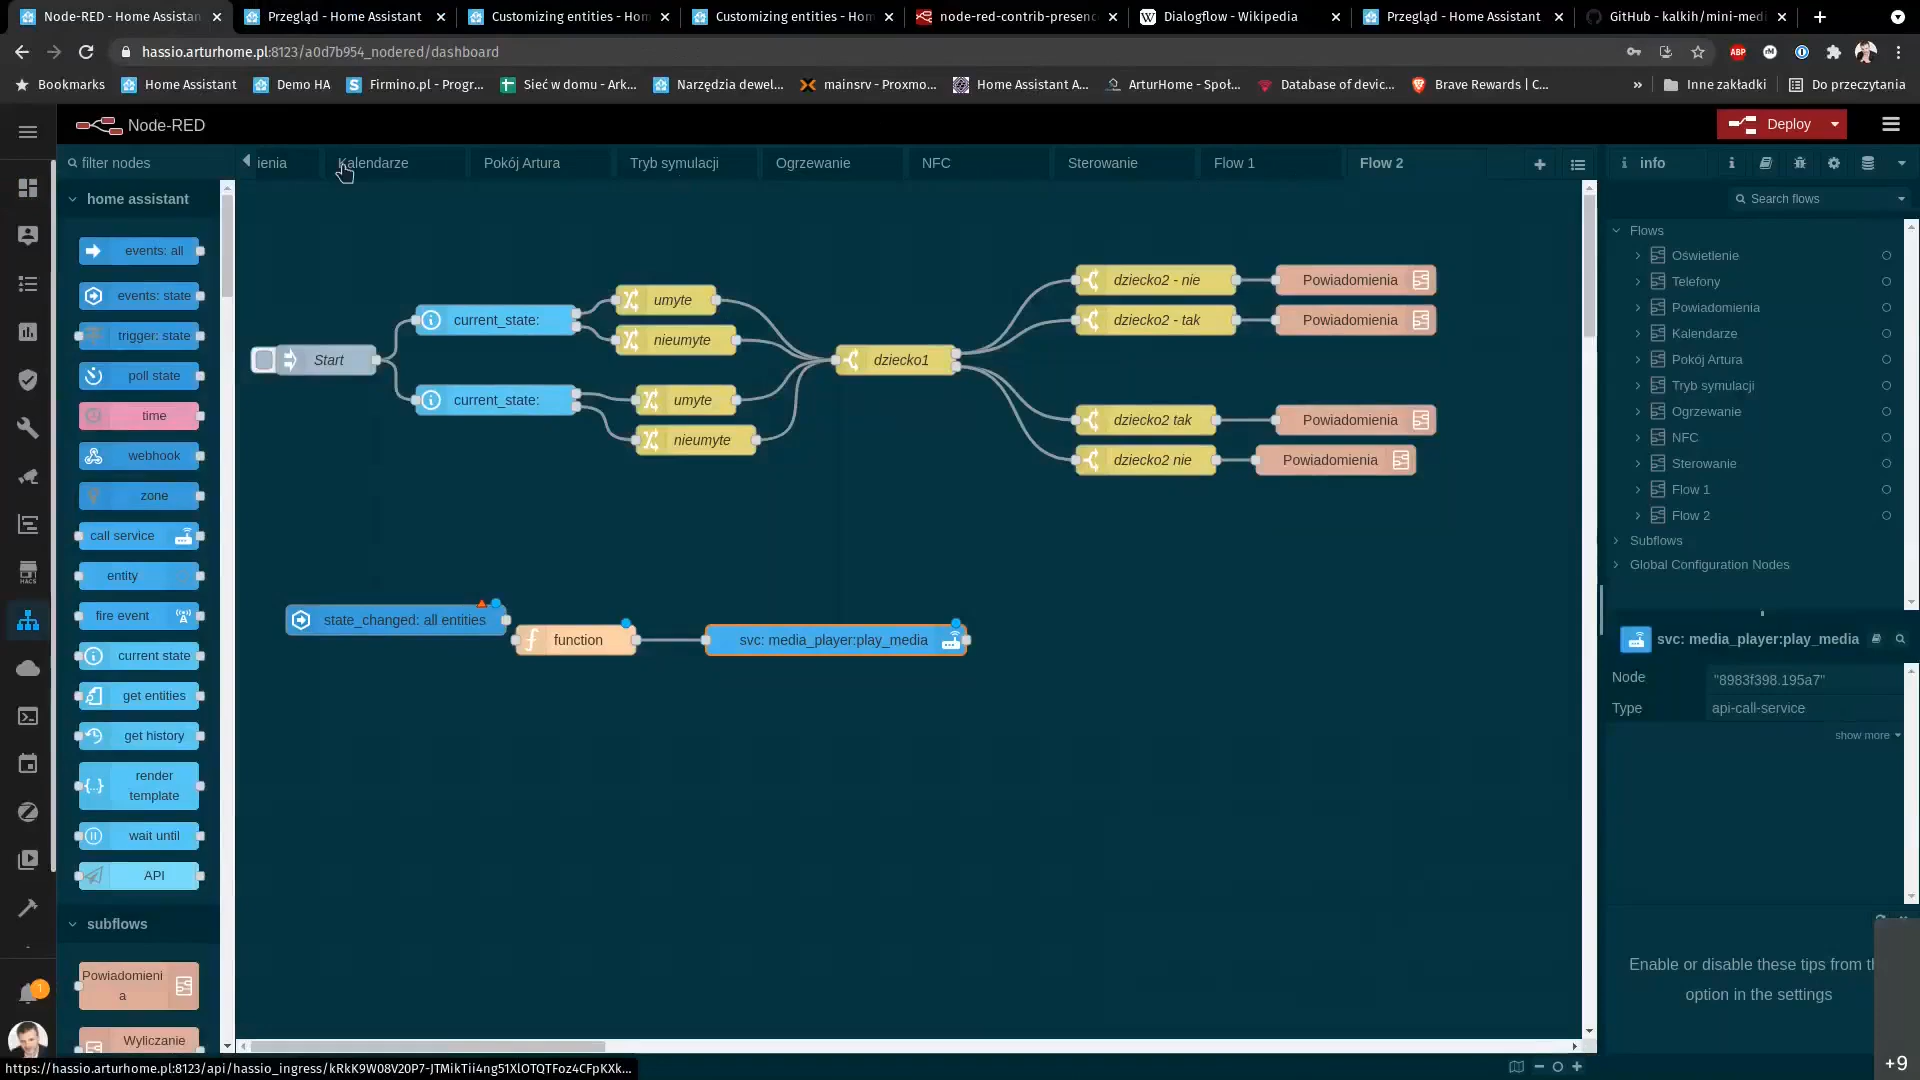 Node-RED - Home Assistan
Przegląd - Home Assistant
Customizing entities - Hom
Customizing entities - Hom
node-red-contrib-presenc
Dialogflow - Wikipedia
Przegląd - Home Assistant
GitHub - kalkih/mini-medi
hassio.arturhome.pl:8123/a0d7b954_nodered/dashboard
Bookmarks
Home Assistant
Demo HA
Firmino.pl - Progr...
Sieć w domu - Ark...
Narzędzia dewel...
mainsrv - Proxmo...
Home Assistant A...
ArturHome - Społ...
Database of devic...
Brave Rewards | C...
»
Inne zakładki
Do przeczytania
Node-RED
Deploy
filter nodes
ienia
Kalendarze
Pokój Artura
Tryb symulacji
Ogrzewanie
NFC
Sterowanie
Flow 1
Flow 2
info
home assistant
events: all
events: state
trigger: state
poll state
time
webhook
zone
call service
entity
fire event
current state
get entities
get history
render
template
wait until
API
subflows
Powiadomieni
a
Wyliczanie
HACS
1
Start
current_state:
umyte
nieumyte
current_state:
umyte
nieumyte
dziecko1
dziecko2 - nie
Powiadomienia
dziecko2 - tak
Powiadomienia
dziecko2 tak
Powiadomienia
dziecko2 nie
Powiadomienia
state_changed: all entities
function
svc: media_player:play_media
Search flows
Flows
Oświetlenie
Telefony
Powiadomienia
Kalendarze
Pokój Artura
Tryb symulacji
Ogrzewanie
NFC
Sterowanie
Flow 1
Flow 2
Subflows
Global Configuration Nodes
svc: media_player:play_media
Node
"8983f398.195a7"
Type
api-call-service
show more
Enable or disable these tips from th
option in the settings
+9